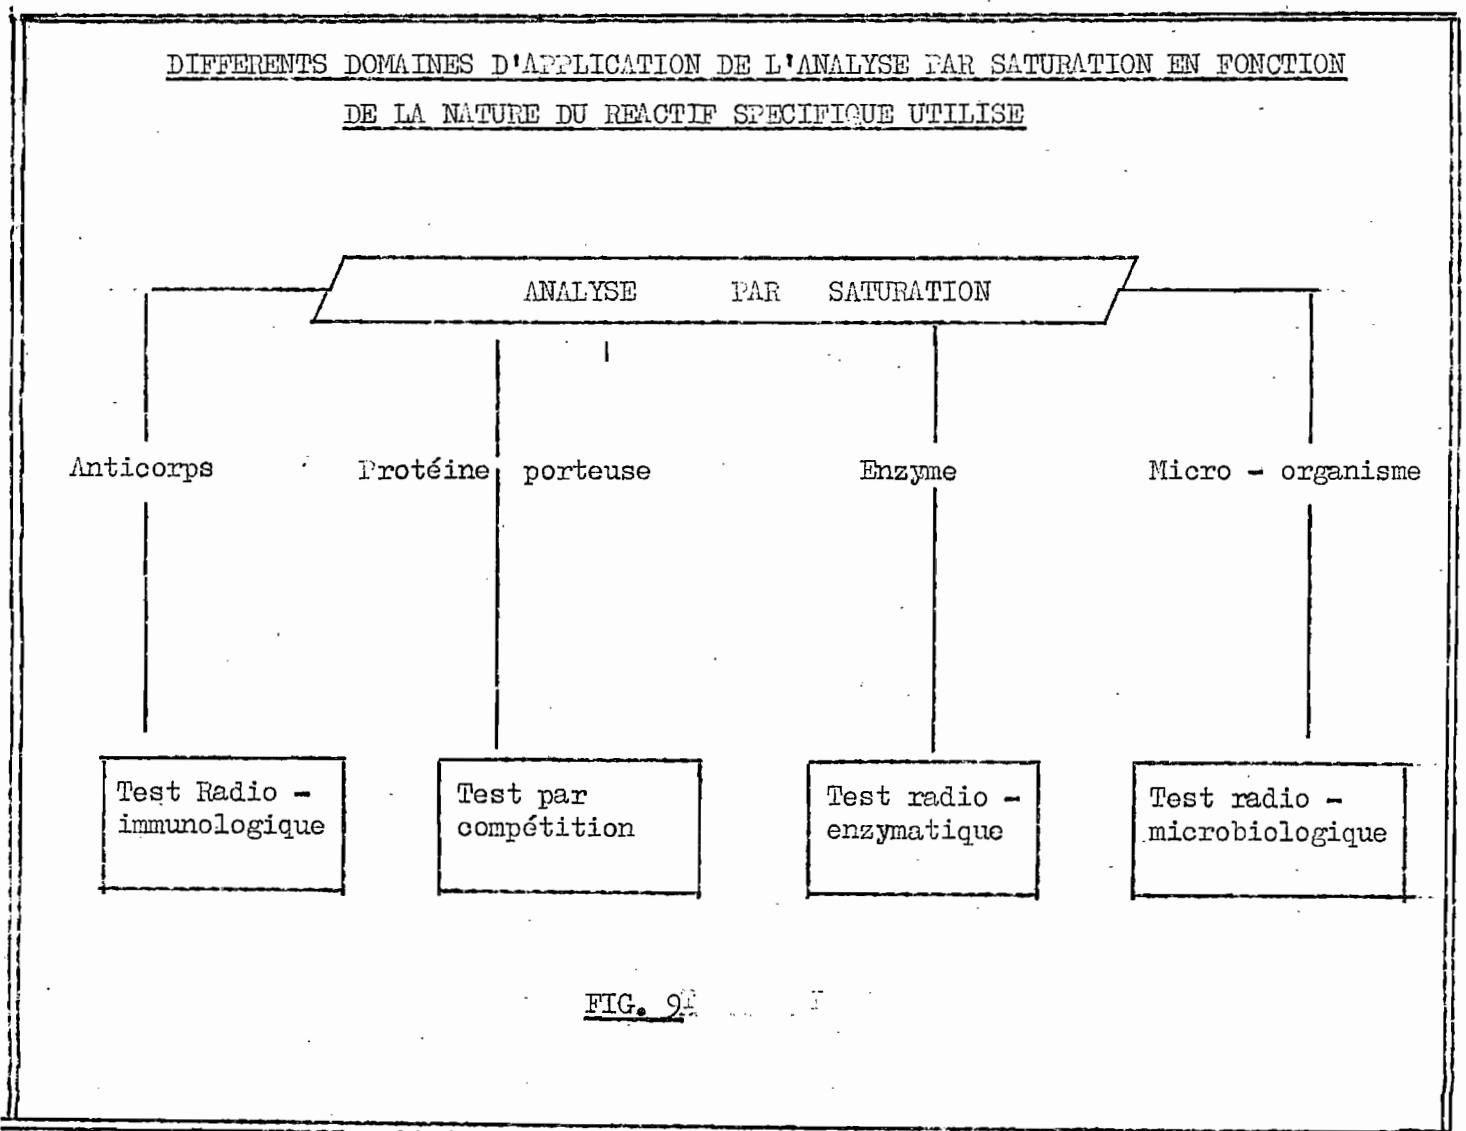 DIFFERENTS DOMAINES D'APPLICATION DE L'ANALYSE PAR SATURATION EN FONCTION
DE LA NATURE DU REACTIF SPECIFIQUE UTILISE
ANALYSE PAR SATURATION
Anticorps Protéine porteuse Enzyme Micro - organisme
Test Radio -
immunologique
Test par
compétition
Test radio -
enzymatique
Test radio -
microbiologique
FIG. 9